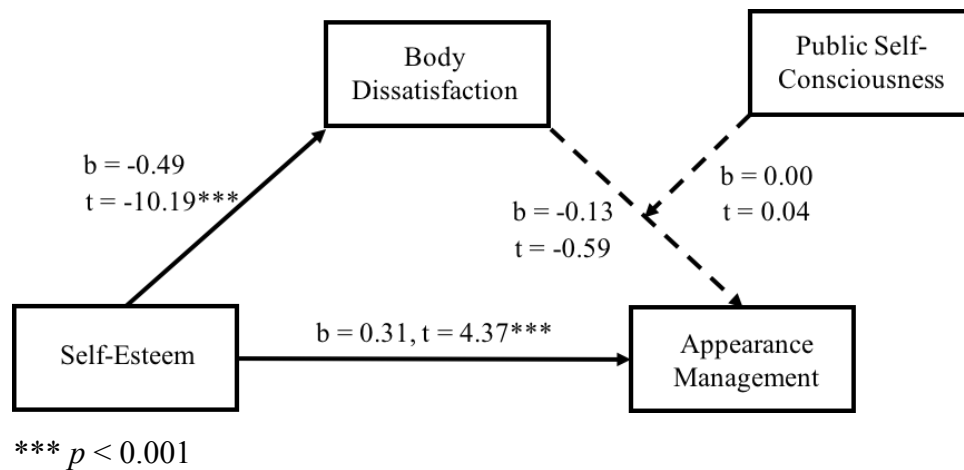 Body
Dissatisfaction
Public Self-
Consciousness
b = -0.49
t = -10.19***
b = -0.13
t = -0.59
b = 0.00
t = 0.04
Self-Esteem
b = 0.31, t = 4.37***
Appearance
Management
*** p < 0.001